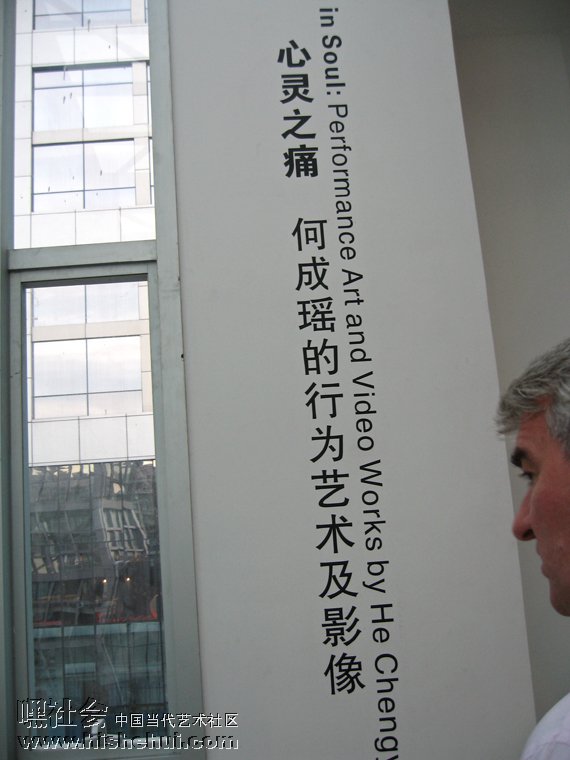 心灵之痛 何成瑶的行为艺术及影像
in Soul: Performance Art and Video Works by He Chengy
嘿社会 中国当代艺术社区
www.hishehui.com